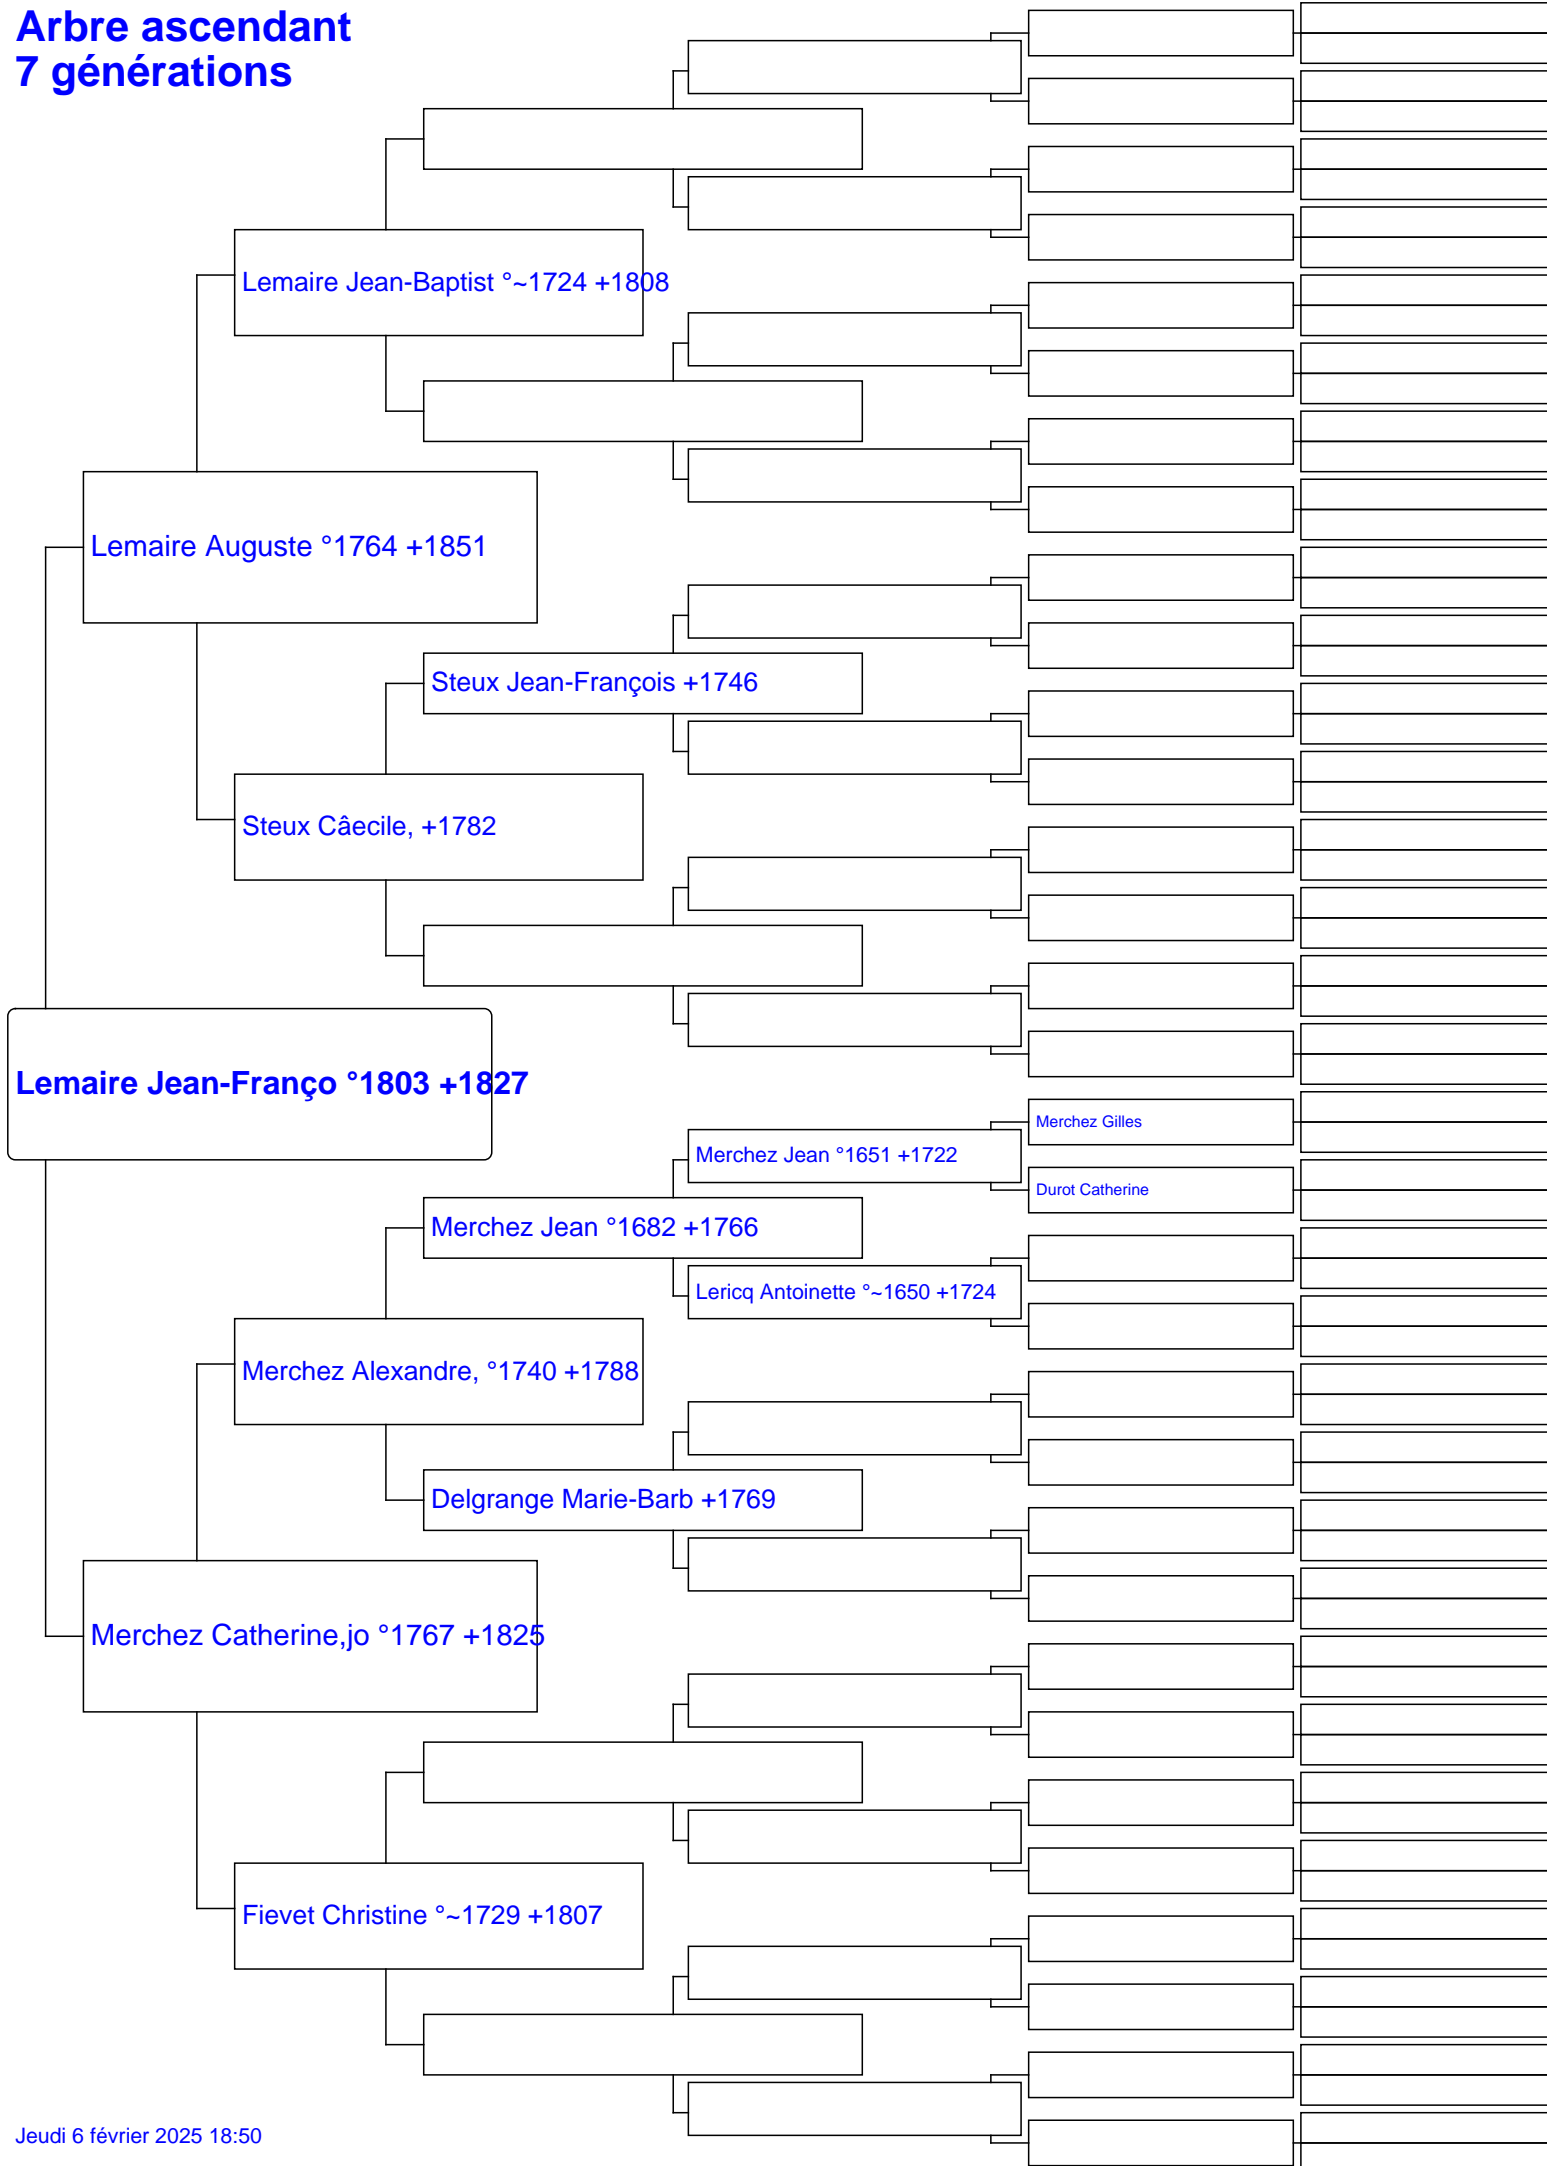 Arbre ascendant
7 générations
Lemaire Jean-Baptist °~1724 +1808
Lemaire Auguste °1764 +1851
Steux Jean-François +1746
Steux Câecile, +1782
Lemaire Jean-Franço °1803 +1827
Merchez Gilles
Merchez Jean °1651 +1722
Durot Catherine
Merchez Jean °1682 +1766
Lericq Antoinette °~1650 +1724
Merchez Alexandre, °1740 +1788
Delgrange Marie-Barb +1769
Merchez Catherine,jo °1767 +1825
Fievet Christine °~1729 +1807
Jeudi 6 février 2025 18:50